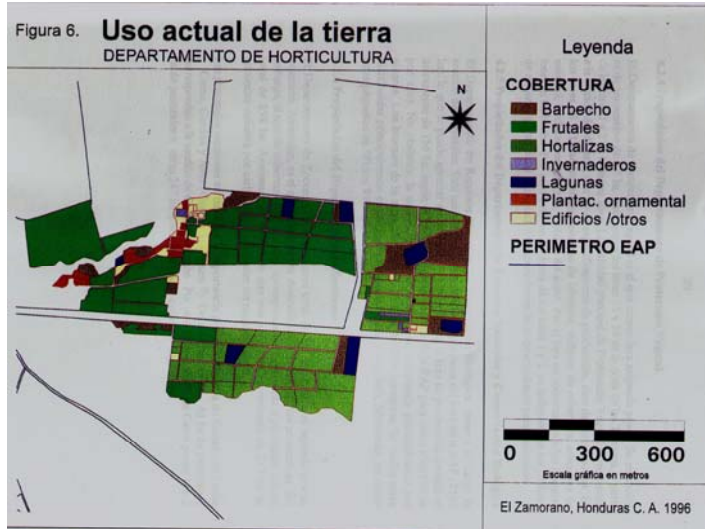 Figura 6. Uso actual de la tierra
DEPARTAMENTO DE HORTICULTURA
N
Leyenda
COBERTURA
Barbecho
Frutales
Hortalizas
Invernaderos
Lagunas
Plantac. ornamental
Edificios /otros
PERIMETRO EAP
0 300 600
Escala gráfica en metros
El Zamorano, Honduras C. A. 1996